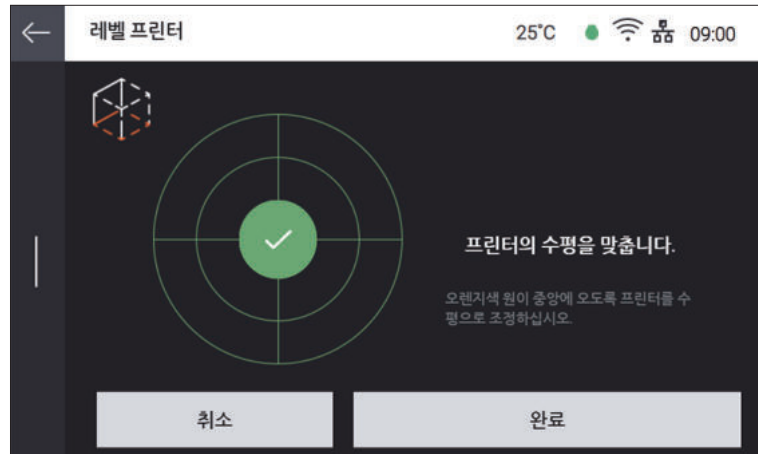 레벨 프린터
25°C
09:00
프린터의 수평을 맞춥니다.
오렌지색 원이 중앙에 오도록 프린터를 수
평으로 조정하십시오.
취소
완료